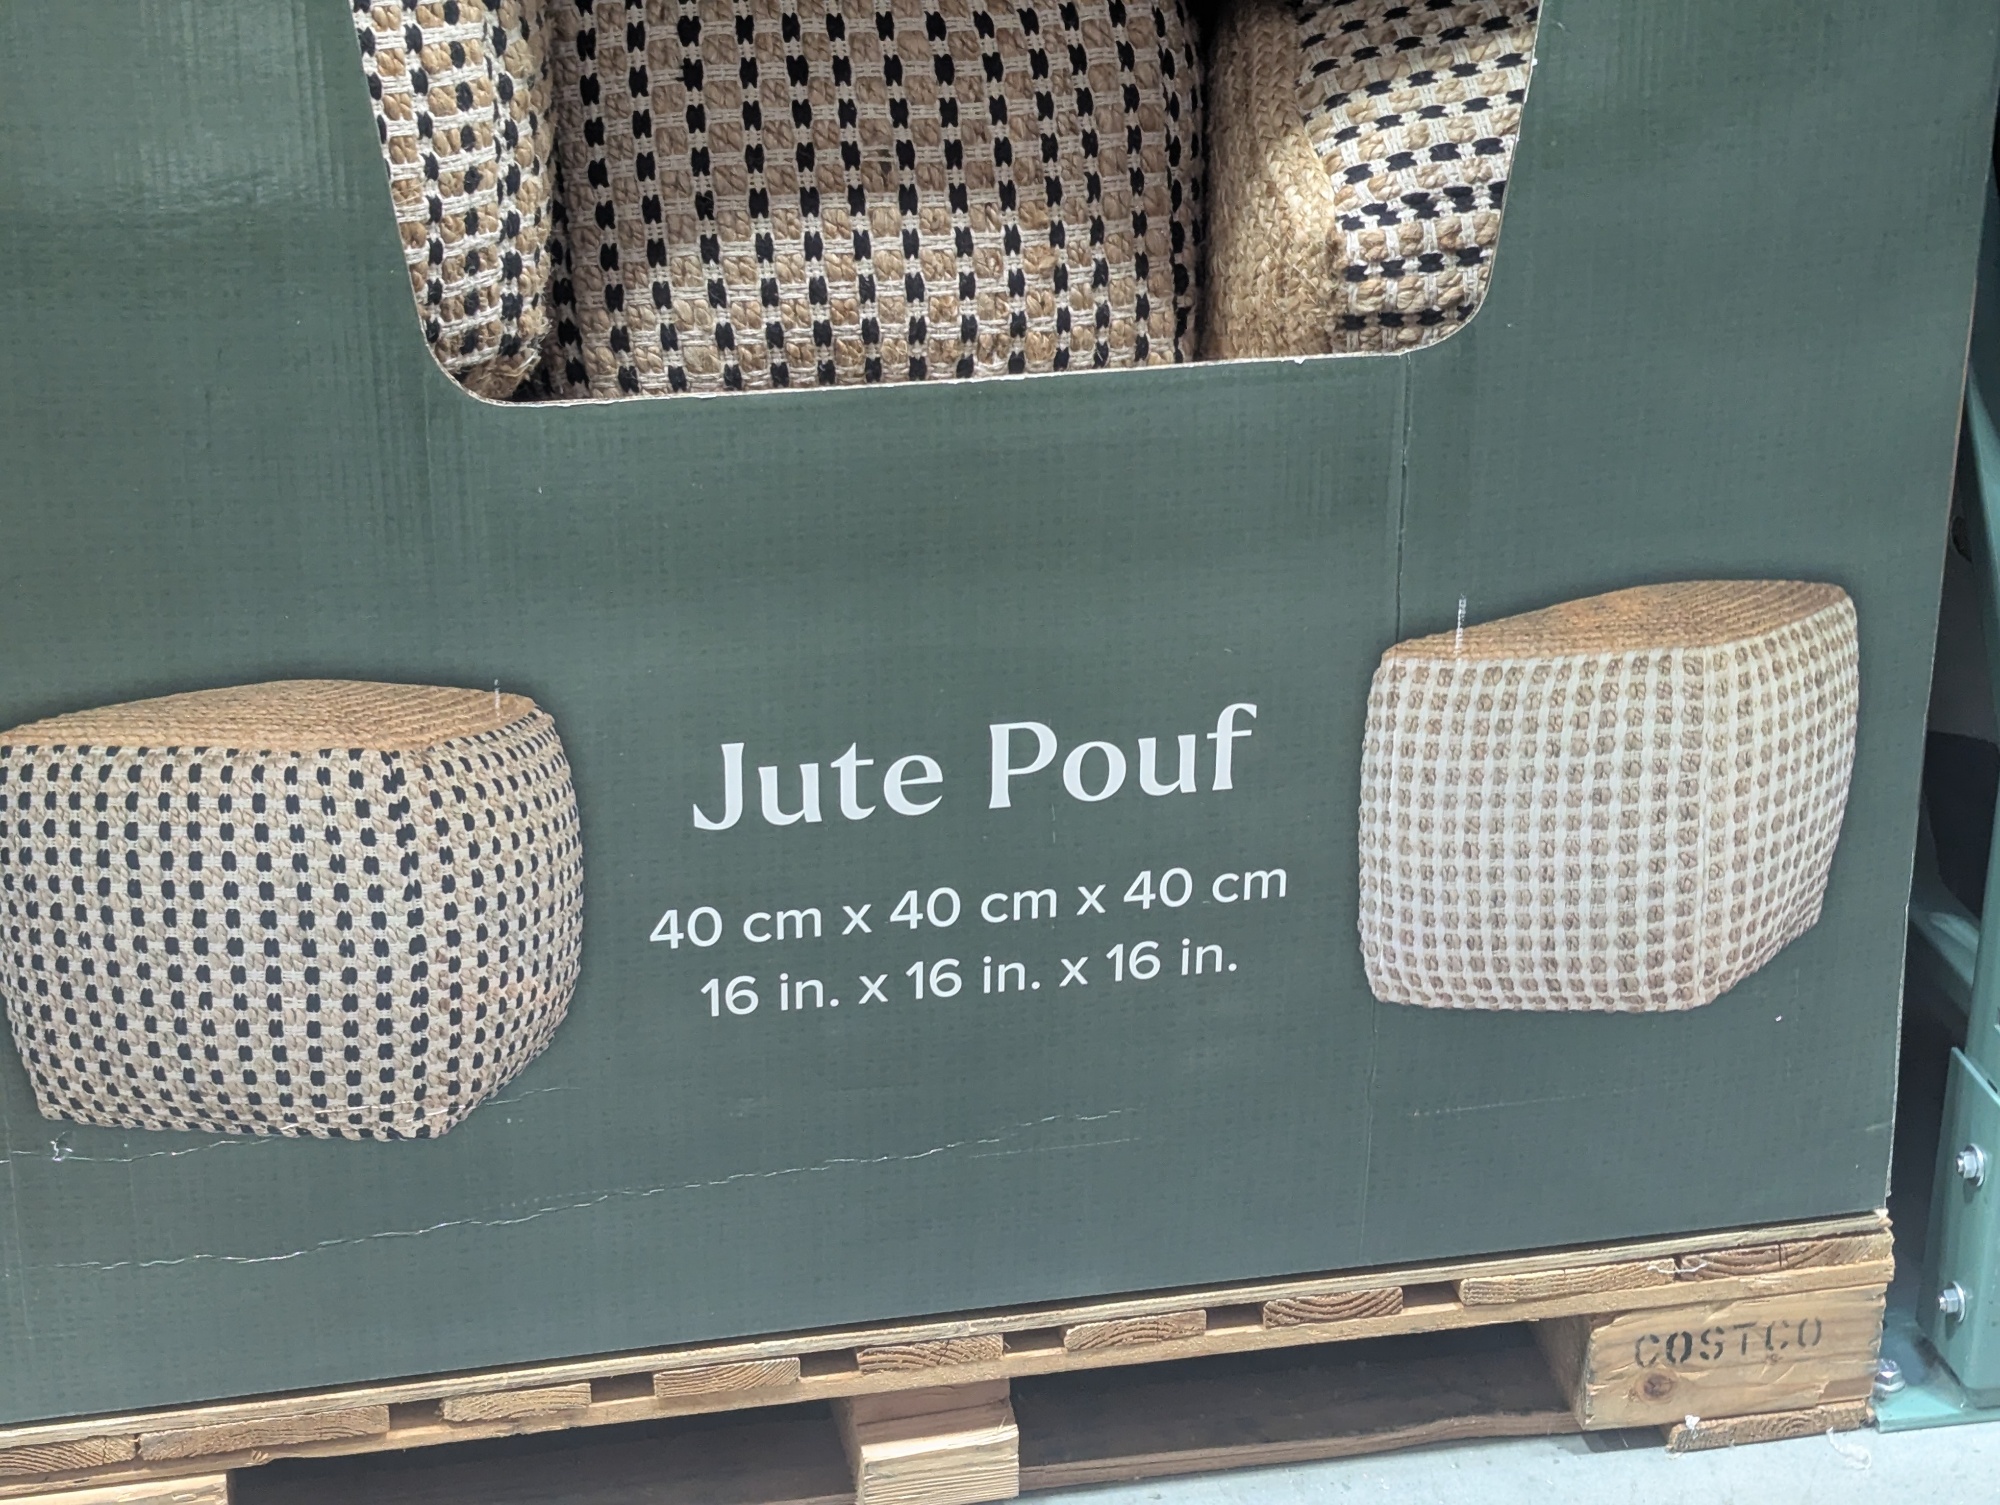 Jute Pouf
40 cm x 40 cm x 40 cm
16 in. x 16 in. x 16 in.
COSTCO